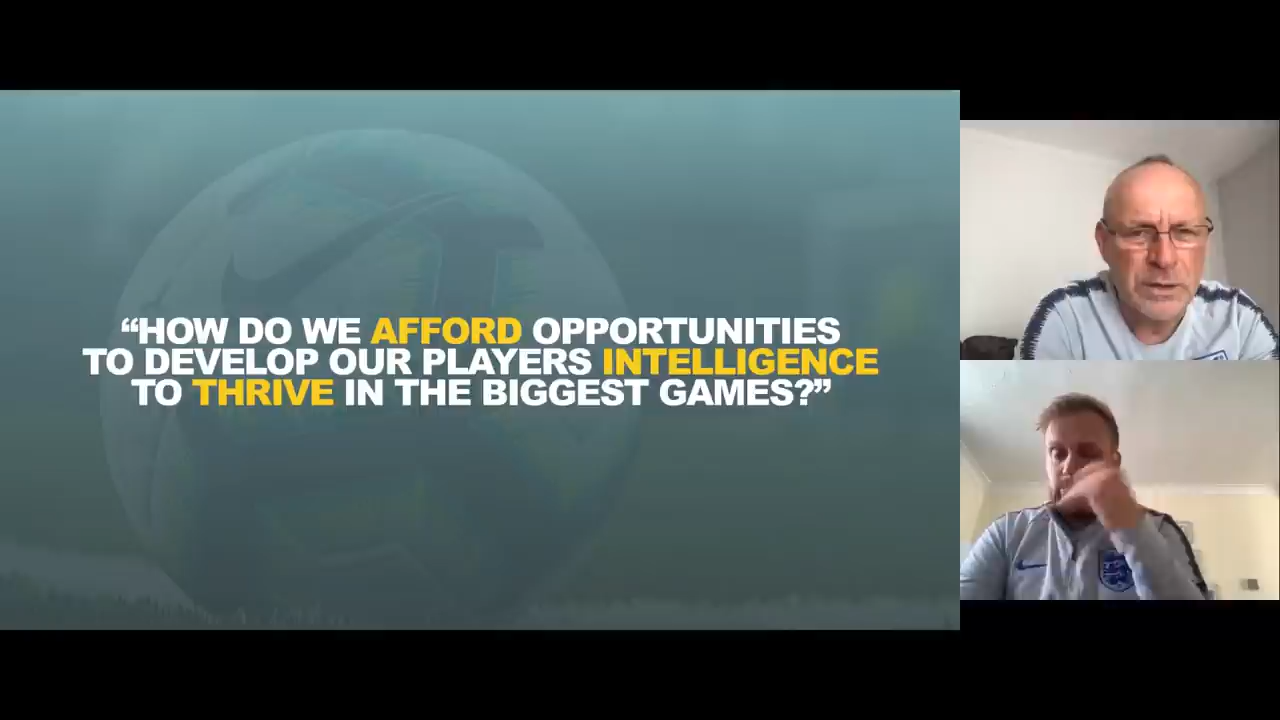 “HOW DO WE AFFORD OPPORTUNITIES
TO DEVELOP OUR PLAYERS INTELLIGENCE
TO THRIVE IN THE BIGGEST GAMES?”